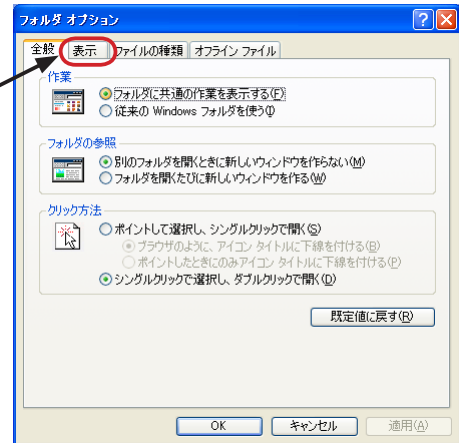 フォルダ オプション
全般 表示 ファイルの種類 オフライン ファイル
作業
フォルダに共通の作業を表示する(F)
従来の Windows フォルダを使う(I)
フォルダの参照
別のフォルダを開くときに新しいウィンドウを作らない(M)
フォルダを開くたびに新しいウィンドウを作る(W)
クリック方法
ポイントして選択し、シングルクリックで開く(S)
ブラウザのように、アイコン タイトルに下線を付ける(B)
ポイントしたときにのみアイコン タイトルに下線を付ける(P)
シングルクリックで選択し、ダブルクリックで開く(D)
既定値に戻す(R)
OK キャンセル 適用(A)